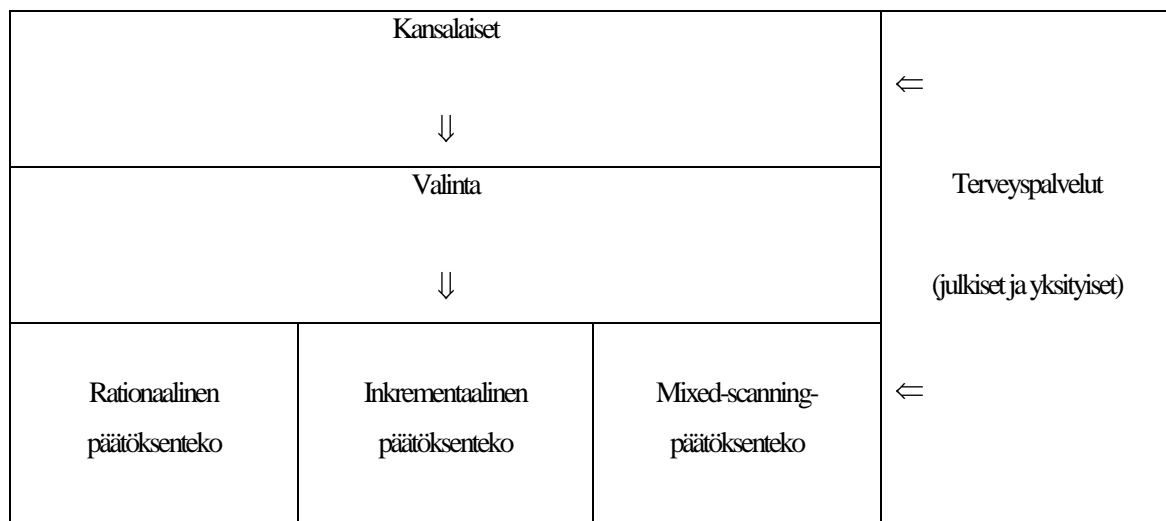 Kansalaiset
⇐
⇓
Valinta
Terveyspalvelut
⇓
(julkiset ja yksityiset)
Rationaalinen
päätöksenteko
Inkrementaalinen
päätöksenteko
Mixed-scanning-
päätöksenteko
⇐